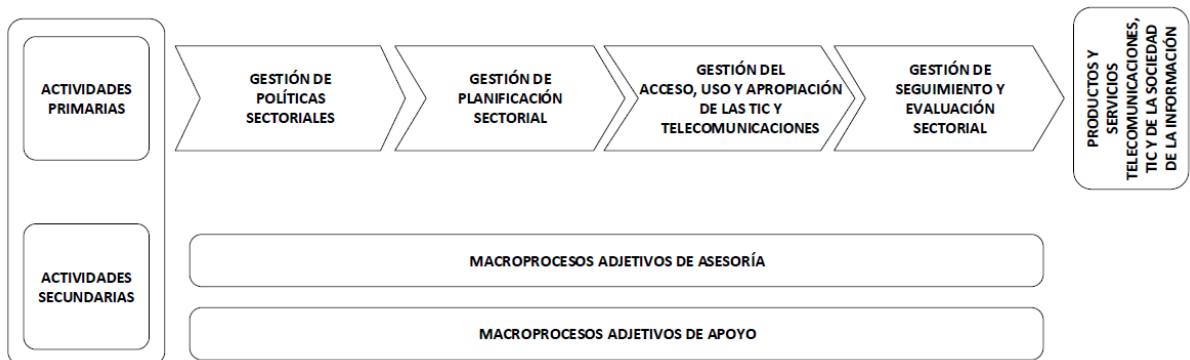 ACTIVIDADES
PRIMARIAS
GESTIÓN DE
POLÍTICAS
SECTORIALES
GESTIÓN DE
PLANIFICACIÓN
SECTORIAL
GESTIÓN DEL
ACCESO, USO Y APROPIACIÓN
DE LAS TIC Y
TELECOMUNICACIONES
GESTIÓN DE
SEGUIMIENTO Y
EVALUACIÓN
SECTORIAL
PRODUCTOS Y
SERVICIOS
TELECOMUNICACIONES,
TIC Y DE LA SOCIEDAD
DE LA INFORMACIÓN
ACTIVIDADES
SECUNDARIAS
MACROPROCESOS ADJETIVOS DE ASESORÍA
MACROPROCESOS ADJETIVOS DE APOYO